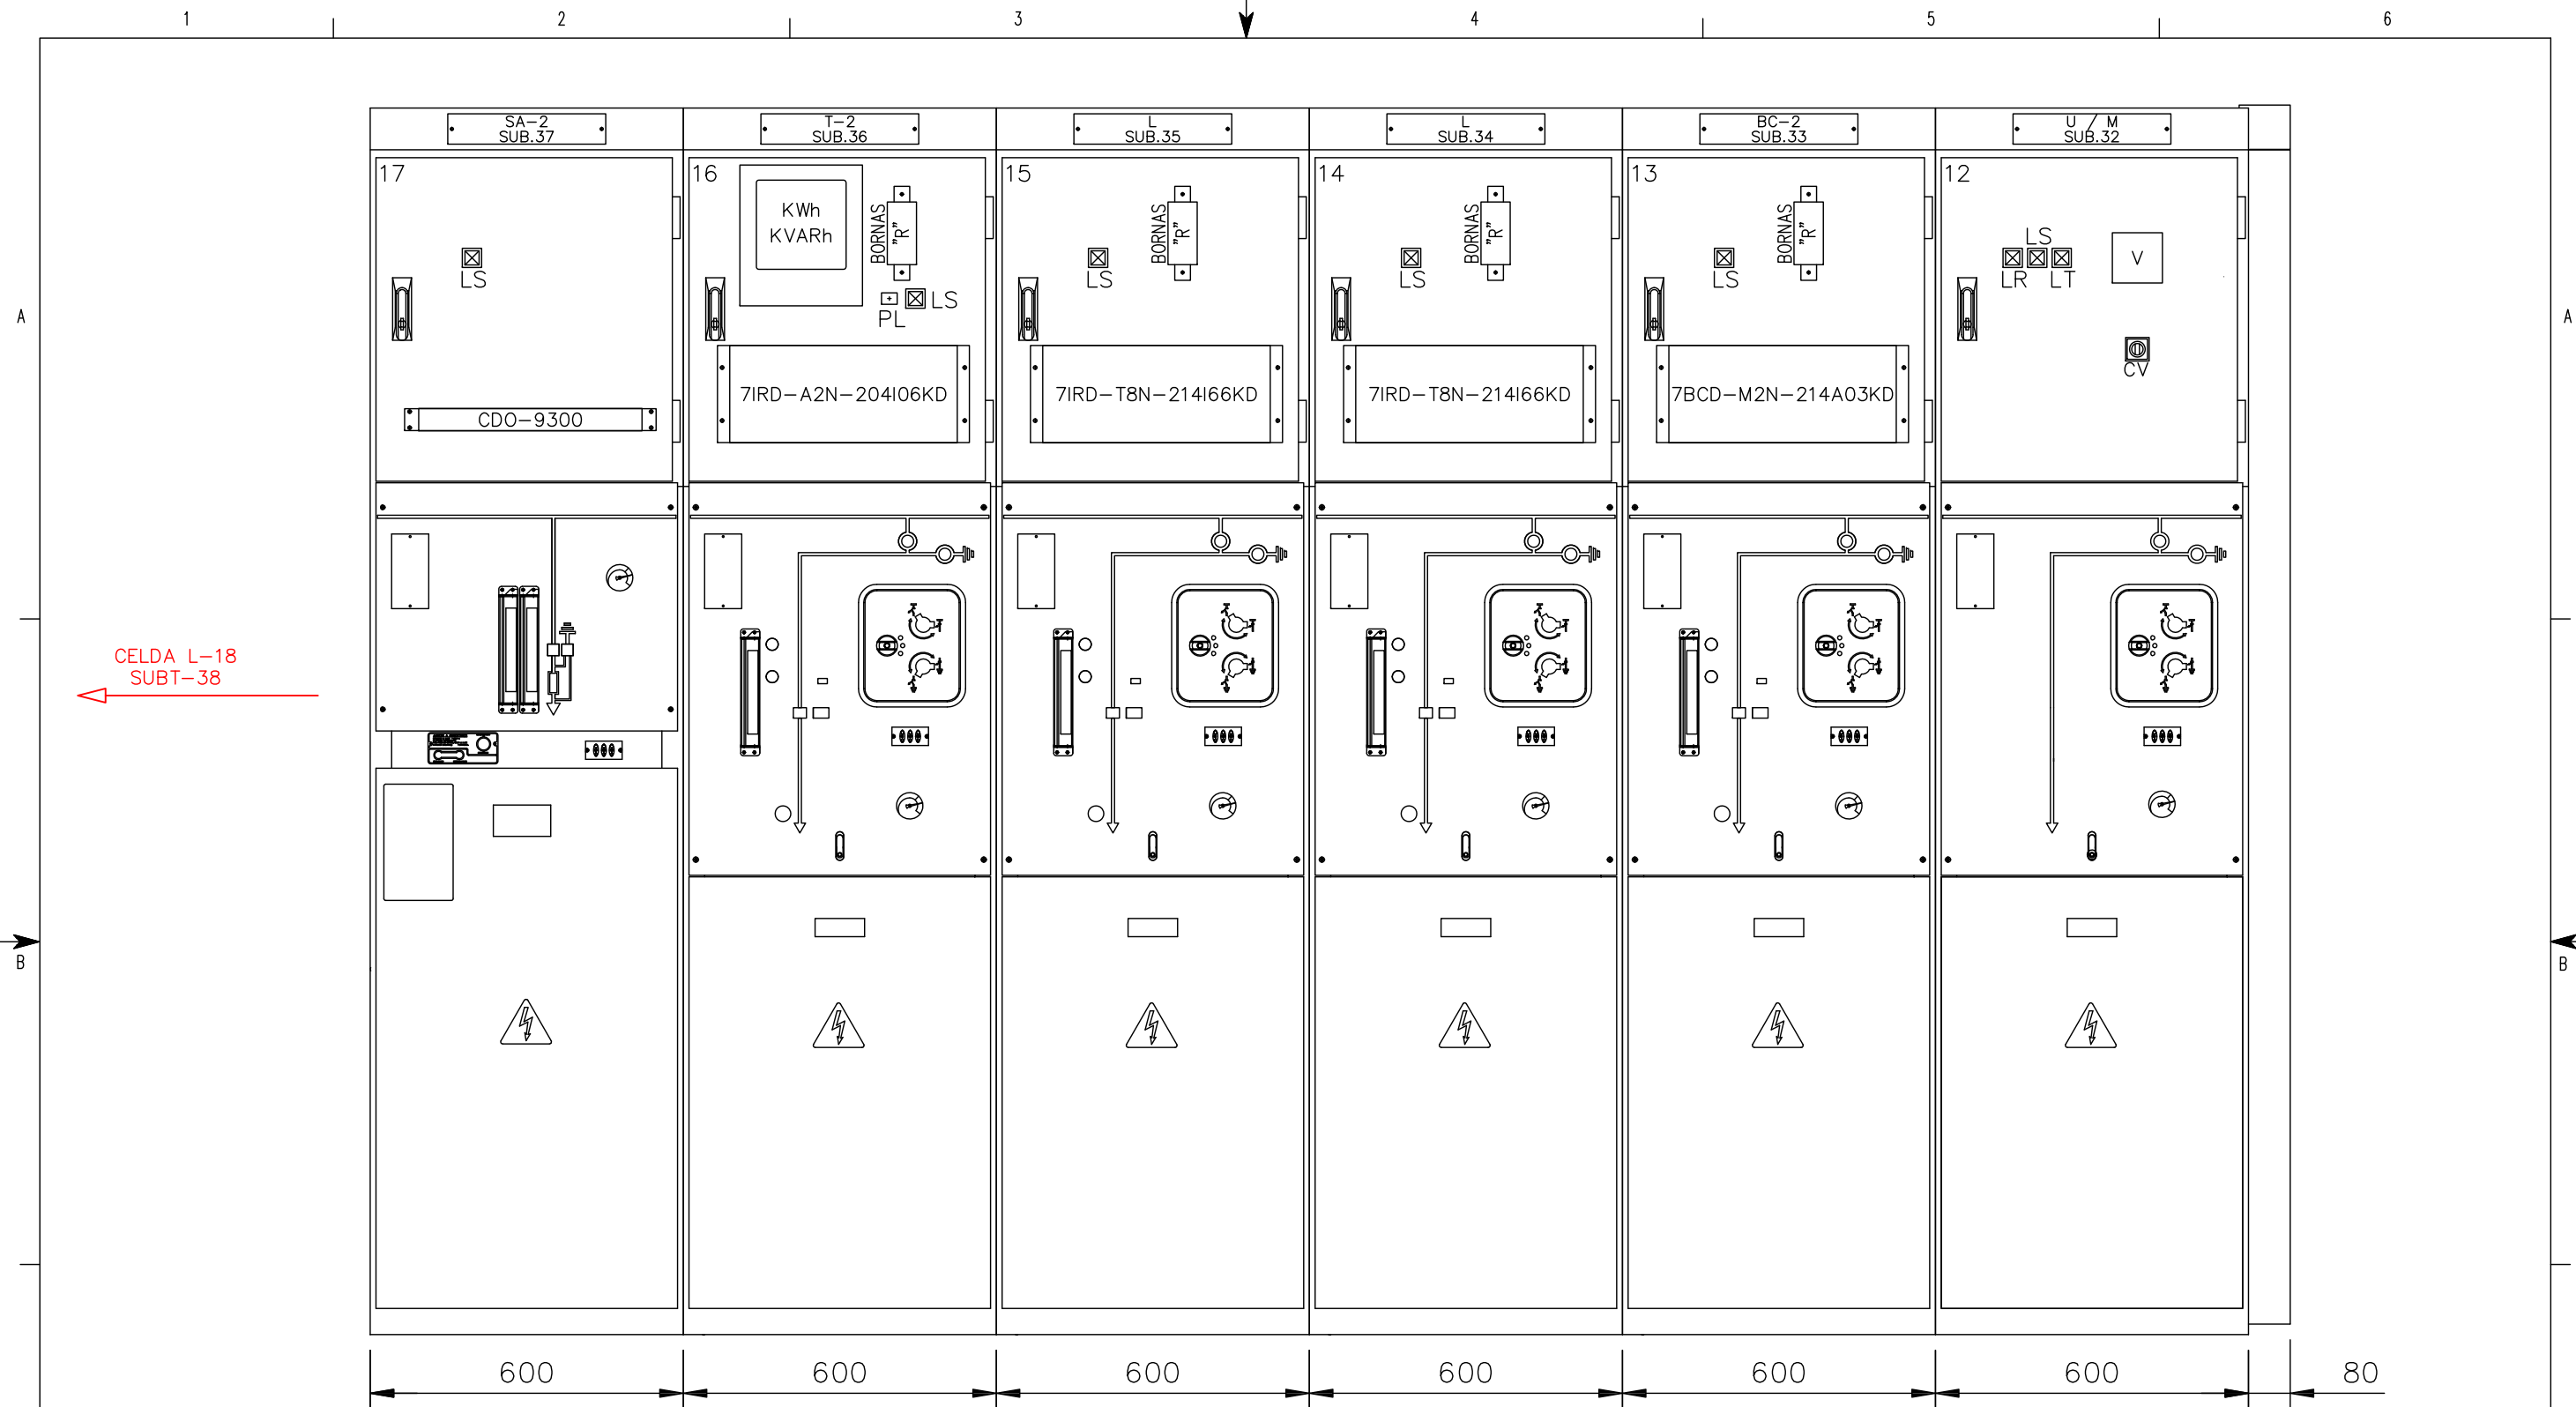 1 2 3 4 5 6
SA-2
SUB.37
T-2
SUB.36
L
SUB.35
L
SUB.34
BC-2
SUB.33
U / M
SUB.32
17
LS
CDO-9300
16
KWh
KVARh
BORNAS
"R"
PL
LS
7IRD-A2N-204I06KD
15
LS
BORNAS
"R"
7IRD-T8N-214I66KD
14
LS
BORNAS
"R"
7IRD-T8N-214I66KD
13
LS
BORNAS
"R"
7BCD-M2N-214A03KD
12
LS
LR LT
V
CV
A
A
CELDA L-18
SUBT-38
B
B
600 600 600 600 600 600 80